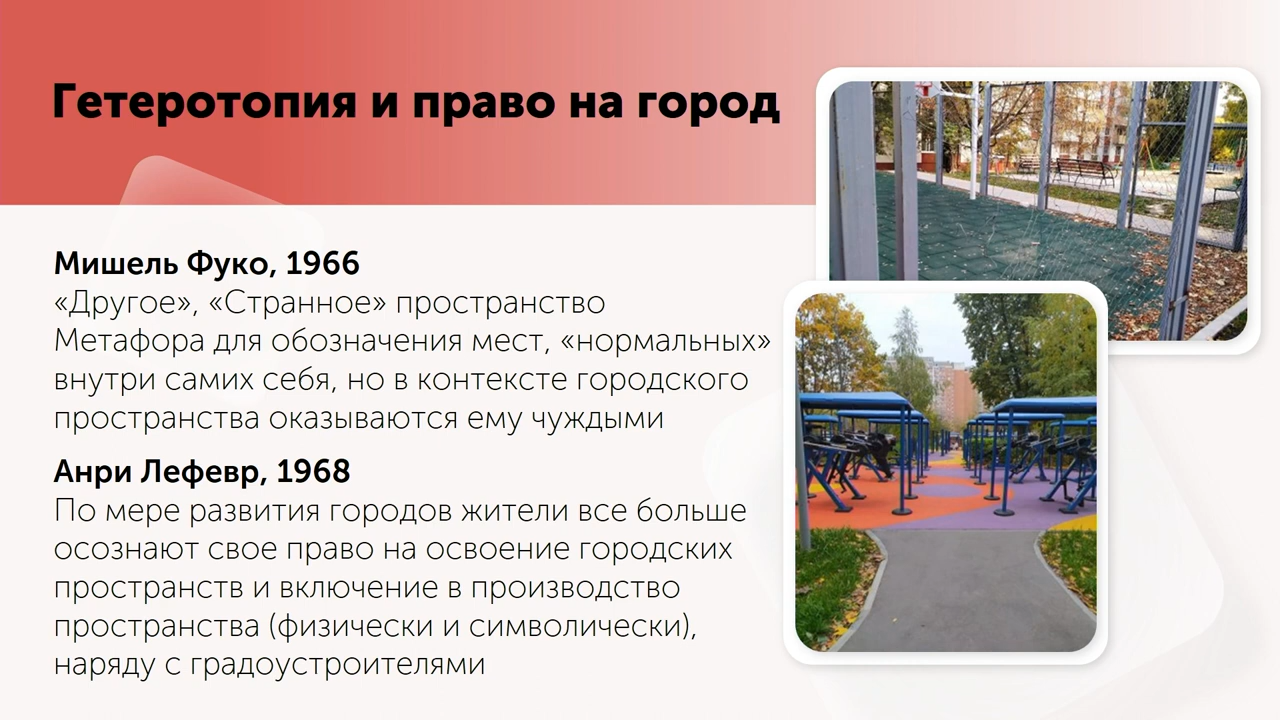 Гетеротопия и право на город
Мишель Фуко, 1966
«Другое», «Странное» пространство
Метафора для обозначения мест, «нормальных»
внутри самих себя, но в контексте городского
пространства оказываются ему чуждыми
Анри Лефевр, 1968
По мере развития городов жители все больше
осознают свое право на освоение городских
пространств и включение в производство
пространства (физически и символически),
наряду с градоустроителями